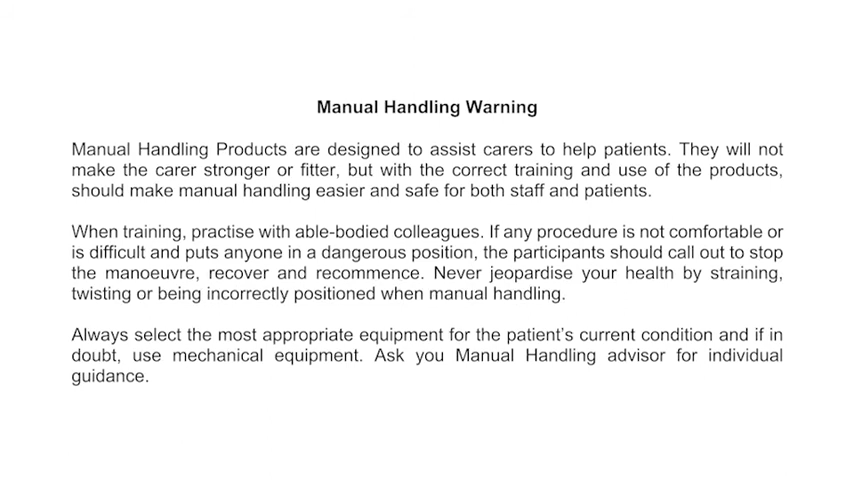 Manual Handling Warning
Manual Handling Products are designed to assist carers to help patients. They will not
make the carer stronger or fitter, but with the correct training and use of the products,
should make manual handling easier and safe for both staff and patients.
When training, practise with able-bodied colleagues. If any procedure is not comfortable or
is difficult and puts anyone in a dangerous position, the participants should call out to stop
the manoeuvre, recover and recommence. Never jeopardise your health by straining,
twisting or being incorrectly positioned when manual handling.
Always select the most appropriate equipment for the patient's current condition and if in
doubt, use mechanical equipment. Ask you Manual Handling advisor for individual
guidance.